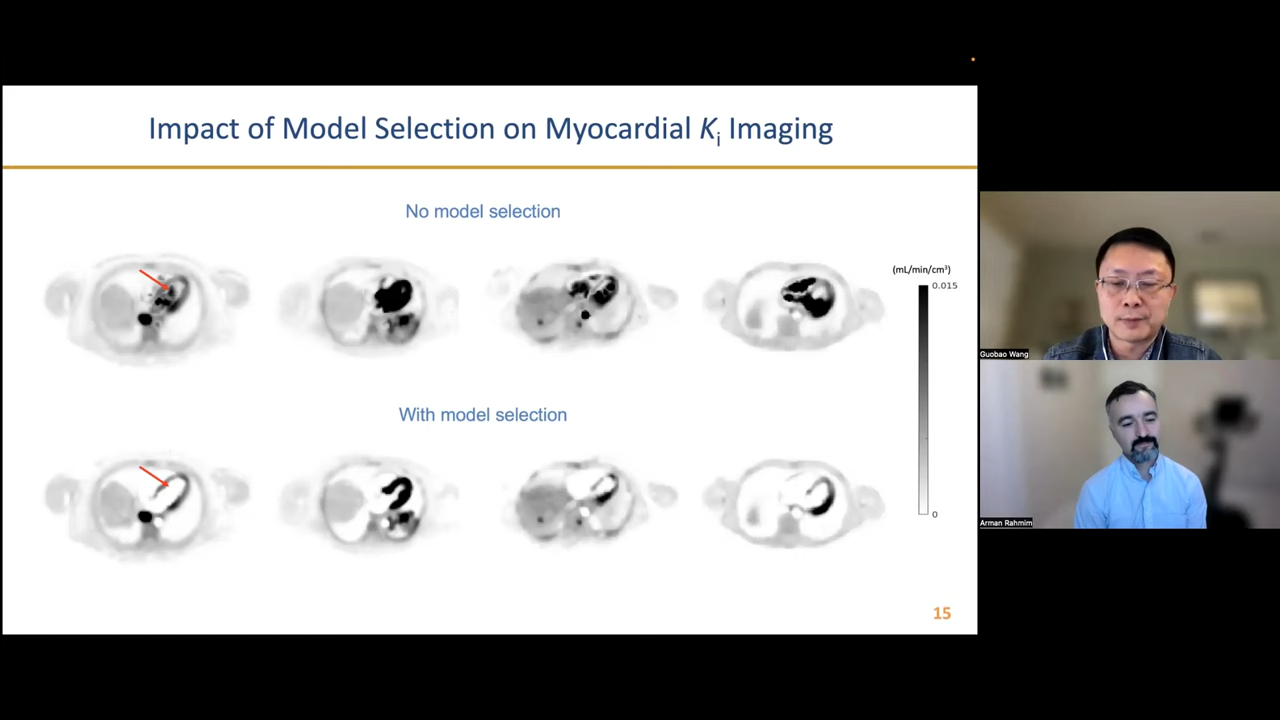 Impact of Model Selection on Myocardial Ki Imaging
No model selection
(mL/min/cm³)
0.015
With model selection
0
15
Guobao Wang
Arman Rahmim